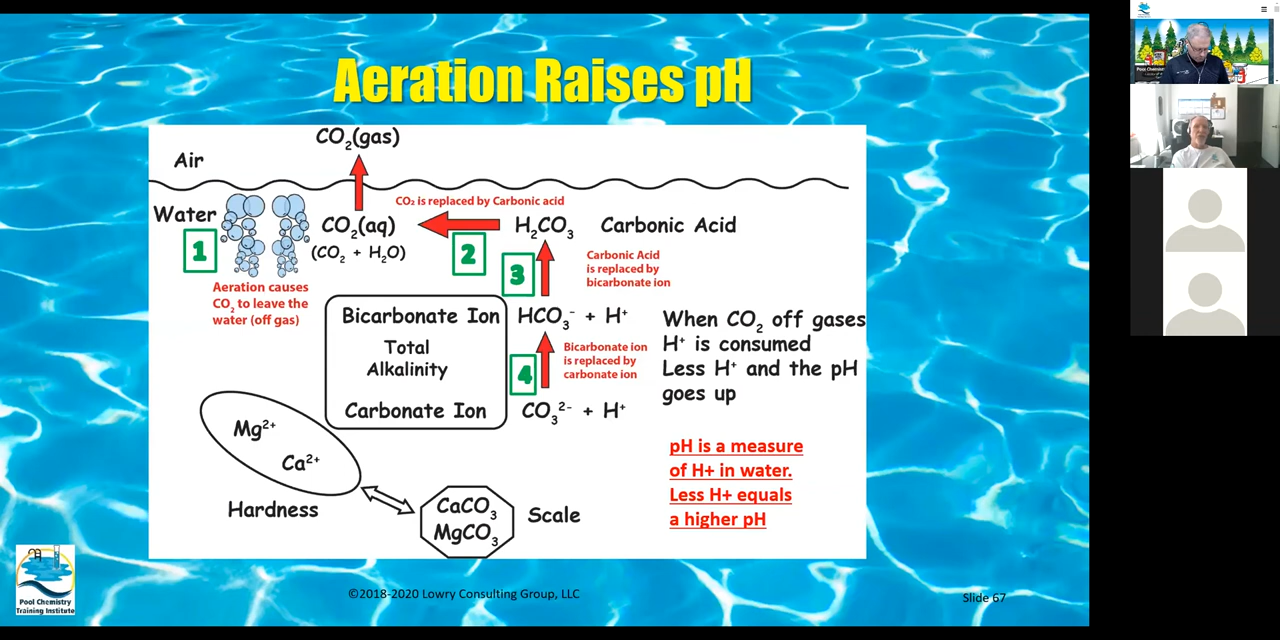 Aeration Raises pH
CO₂(gas)
Air
CO₂ is replaced by Carbonic acid
Water
CO₂(aq)
H₂CO₃
Carbonic Acid
1
2
(CO₂ + H₂O)
3
Carbonic Acid
is replaced by
bicarbonate ion
Aeration causes
CO₂ to leave the
water (off gas)
Bicarbonate Ion
HCO₃⁻ + H⁺
Total
Alkalinity
4
Bicarbonate ion
is replaced by
carbonate ion
Carbonate Ion
CO₃²⁻ + H⁺
When CO₂ off gases
H⁺ is consumed
Less H⁺ and the pH
goes up
Mg²⁺
Ca²⁺
Hardness
CaCO₃
MgCO₃
Scale
pH is a measure
of H+ in water.
Less H+ equals
a higher pH
Pool Chemistry
Training Institute
©2018-2020 Lowry Consulting Group, LLC
Slide 67